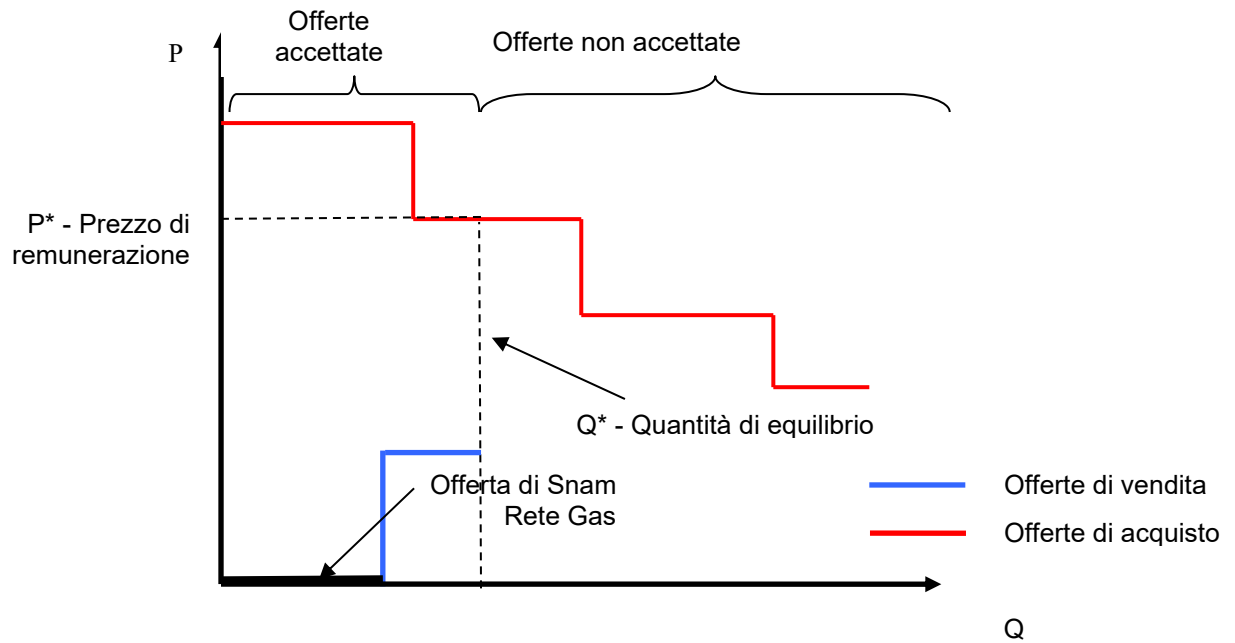 Offerte
accettate
Offerte non accettate
P
P* - Prezzo di
remunerazione
Q* - Quantità di equilibrio
Offerta di Snam
Rete Gas
Offerte di vendita
Offerte di acquisto
Q